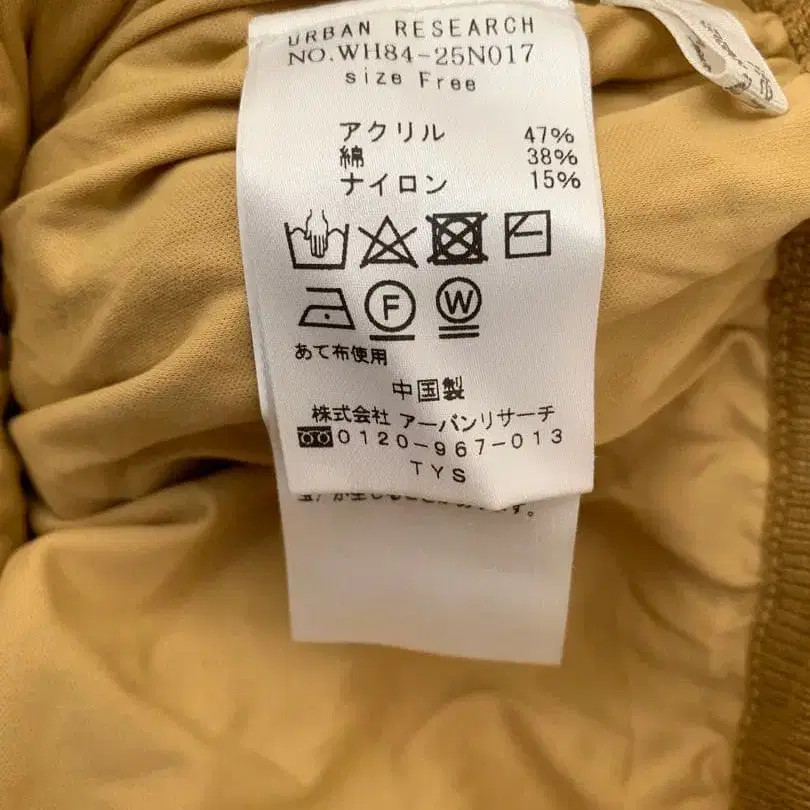 URBAN RESEARCH
NO.WH84-25N017
size Free
アクリル 47%
綿 38%
ナイロン 15%
F W
あて布使用
中国製
株式会社 アーバンリサーチ
0120-967-013
TYS